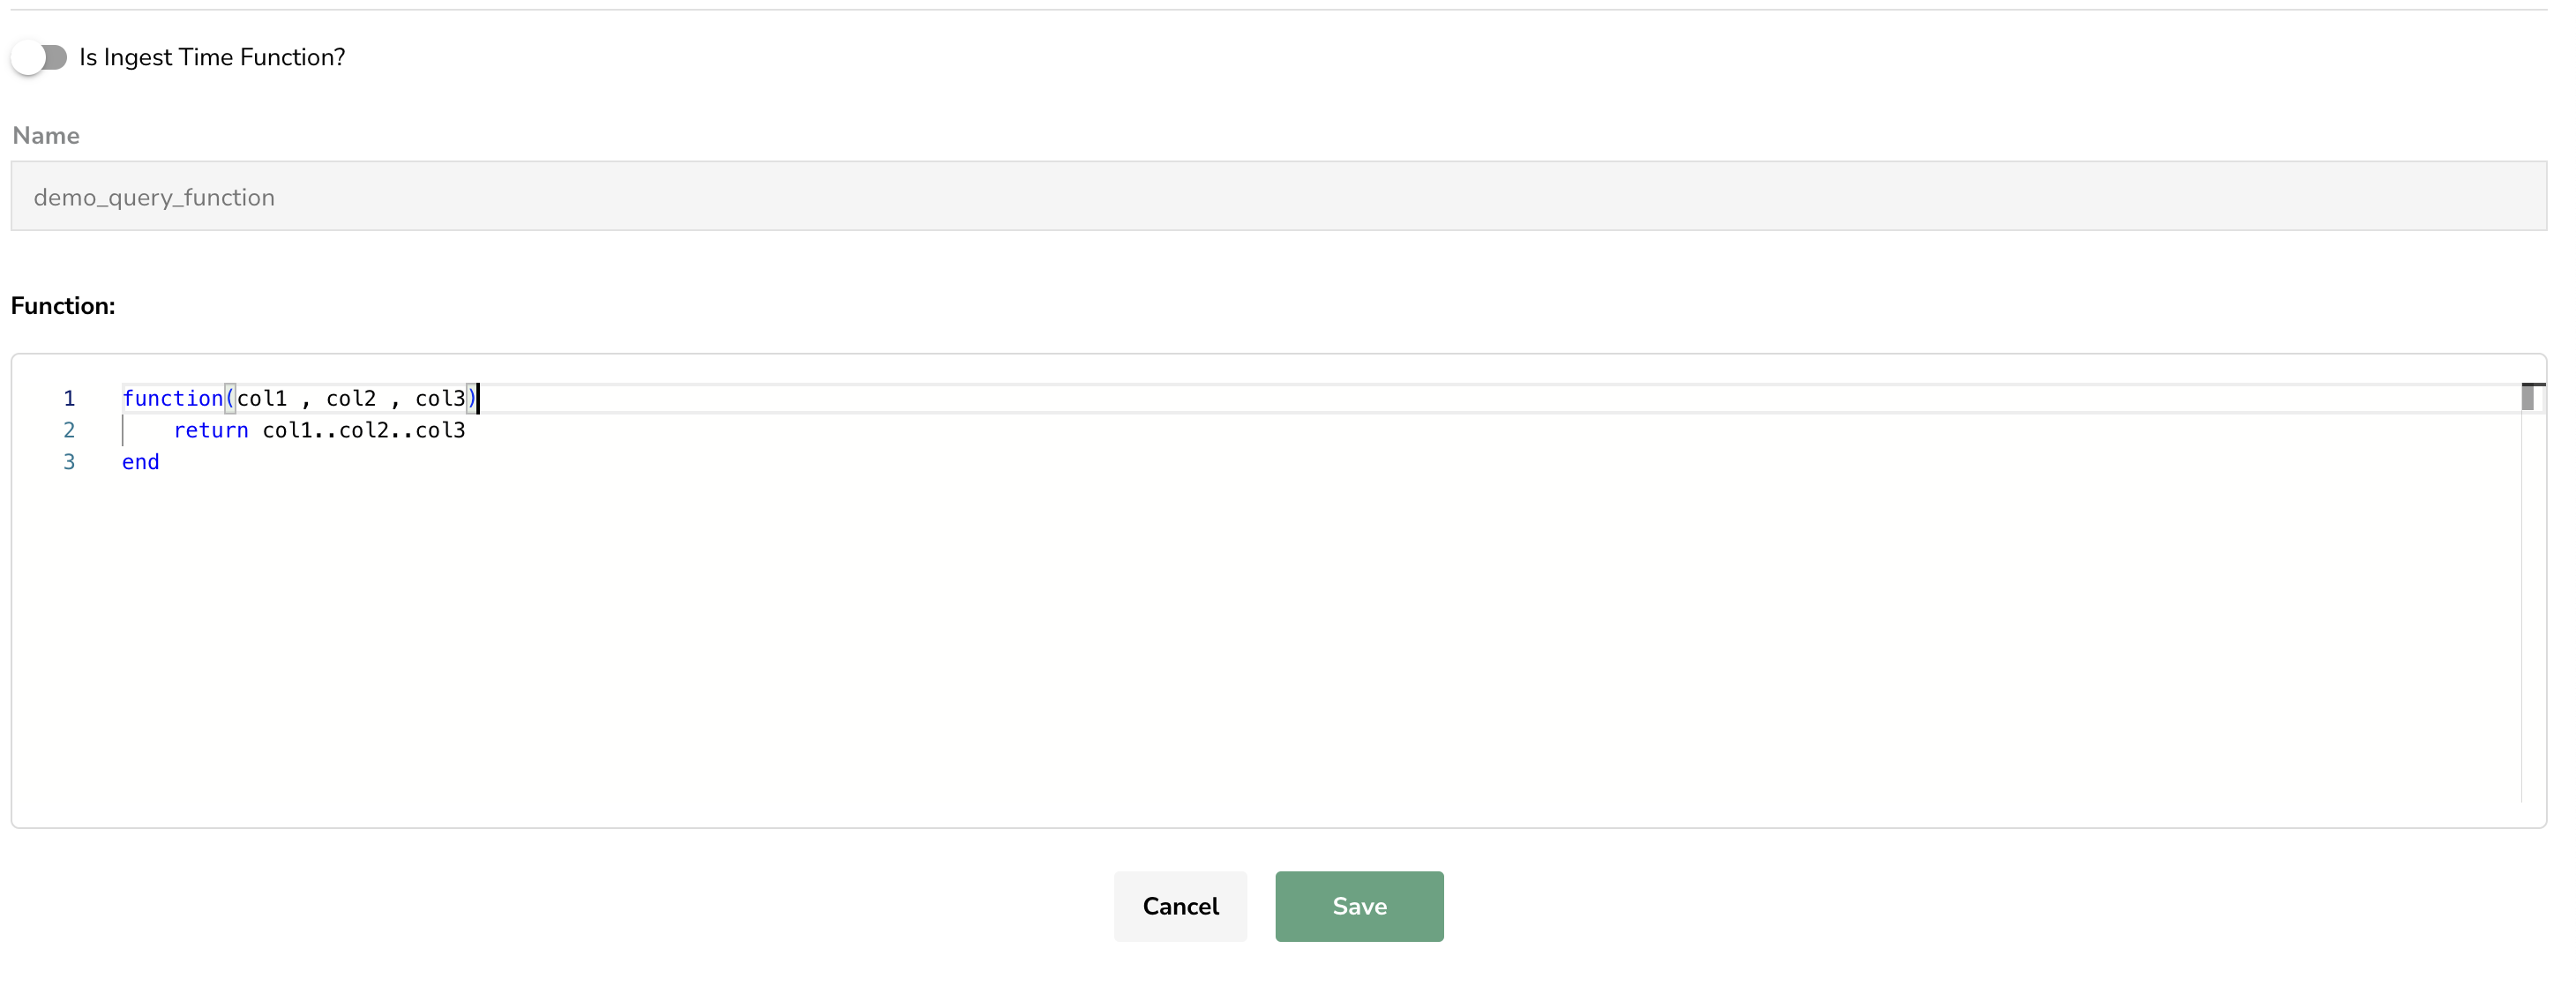 Is Ingest Time Function?
Name
demo_query_function
Function:
1 function(col1 , col2 , col3)
2     return col1..col2..col3
3 end
Cancel Save